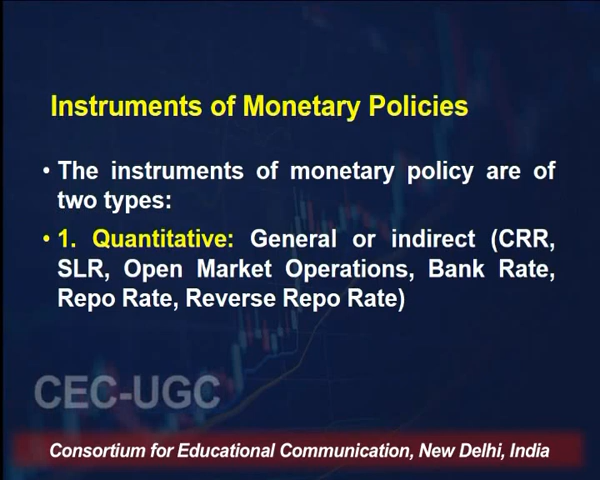 Instruments of Monetary Policies
• The instruments of monetary policy are of
two types:
• 1. Quantitative: General or indirect (CRR,
SLR, Open Market Operations, Bank Rate,
Repo Rate, Reverse Repo Rate)
CEC-UGC
Consortium for Educational Communication, New Delhi, India